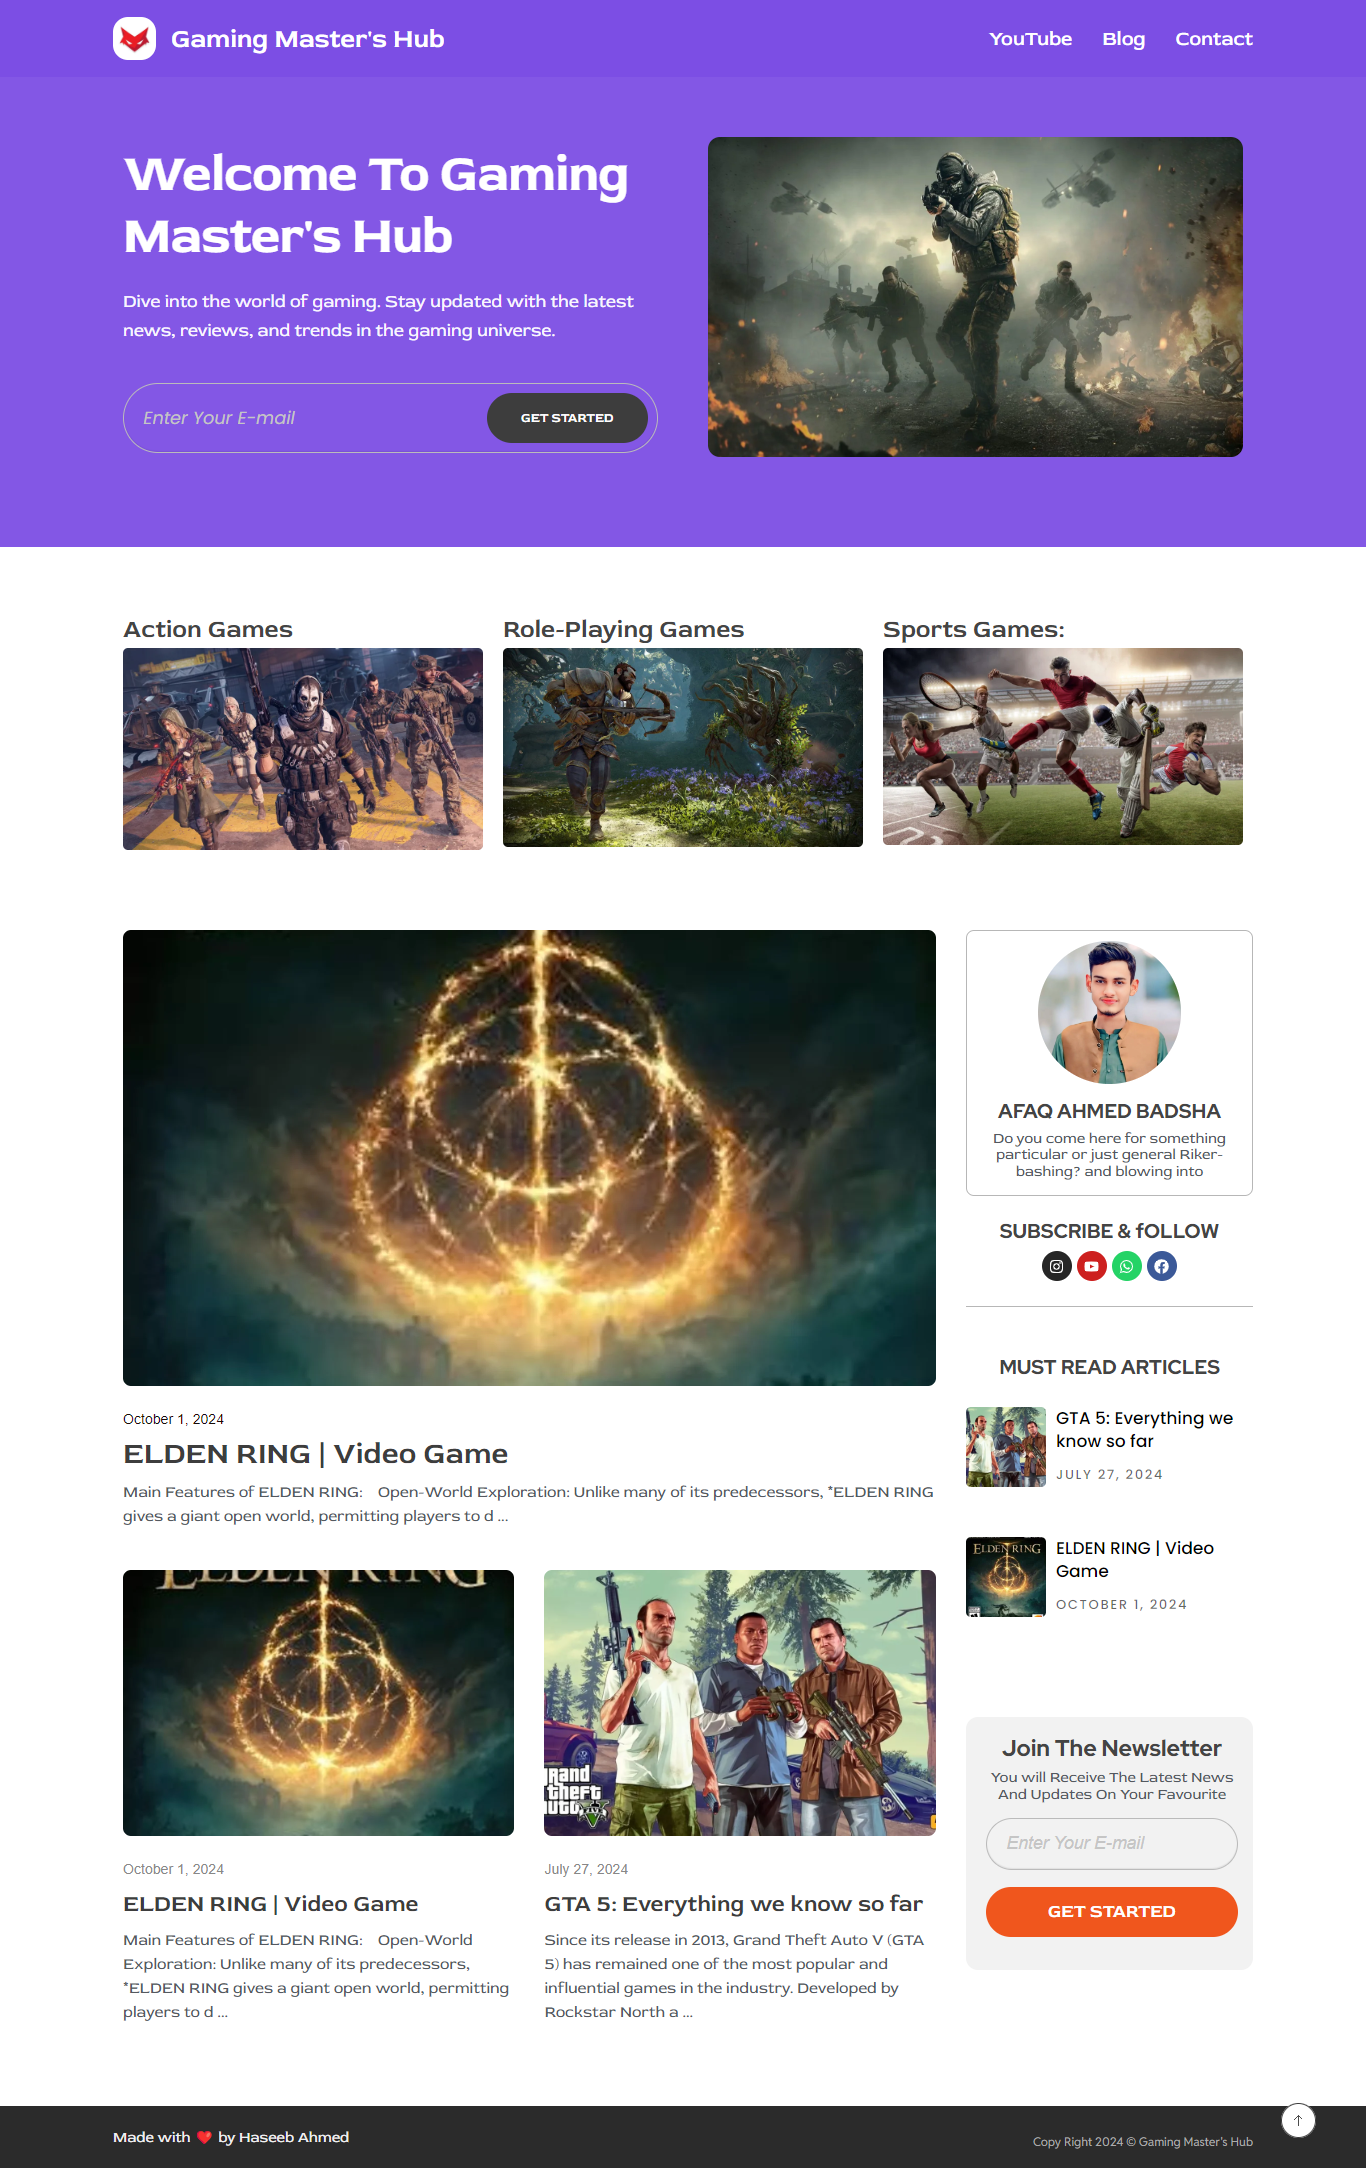 Gaming Master's Hub
YouTube
Blog
Contact
Welcome To Gaming
Master's Hub
Dive into the world of gaming. Stay updated with the latest
news, reviews, and trends in the gaming universe.
Enter Your E-mail
GET STARTED
Action Games
Role-Playing Games
Sports Games:
October 1, 2024
ELDEN RING | Video Game
Main Features of ELDEN RING: Open-World Exploration: Unlike many of its predecessors, *ELDEN RING
gives a giant open world, permitting players to d ...
ELDEN RING
October 1, 2024
ELDEN RING | Video Game
Main Features of ELDEN RING: Open-World
Exploration: Unlike many of its predecessors,
*ELDEN RING gives a giant open world, permitting
players to d ...
Grand
theft
auto
V
July 27, 2024
GTA 5: Everything we know so far
Since its release in 2013, Grand Theft Auto V (GTA
5) has remained one of the most popular and
influential games in the industry. Developed by
Rockstar North a ...
AFAQ AHMED BADSHA
Do you come here for something
particular or just general Riker-
bashing? and blowing into
SUBSCRIBE & fOLLOW
MUST READ ARTICLES
GTA 5: Everything we
know so far
JULY 27, 2024
ELDEN RING
ELDEN RING | Video
Game
OCTOBER 1, 2024
Join The Newsletter
You will Receive The Latest News
And Updates On Your Favourite
Enter Your E-mail
GET STARTED
Made with ❤️ by Haseeb Ahmed
Copy Right 2024 © Gaming Master's Hub